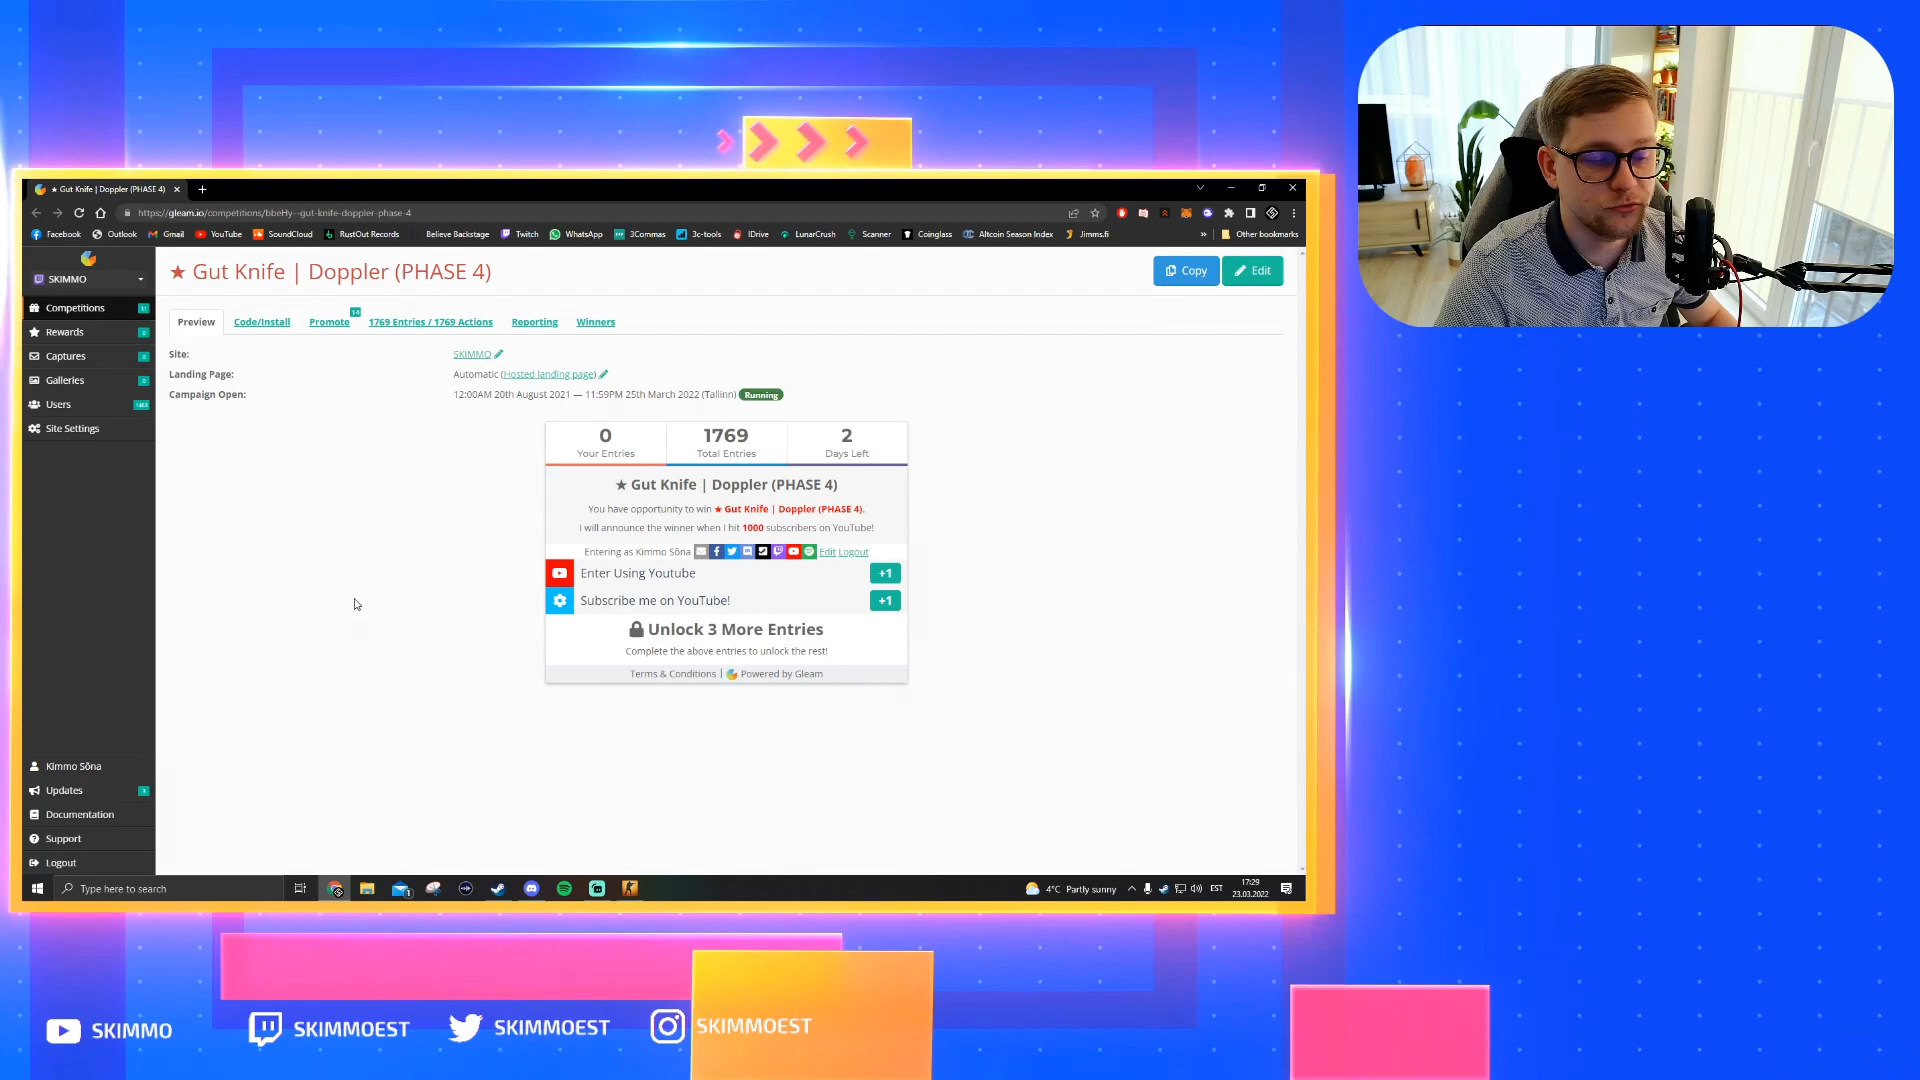 ★ Gut Knife | Doppler (PHASE 4)
https://gleam.io/competitions/bbeHy--gut-knife-doppler-phase-4
Facebook Outlook Gmail YouTube SoundCloud RustOut Records Believe Backstage Twitch WhatsApp 3Commas 3c-tools IDrive LunarCrush Scanner Coinglass Altcoin Season Index Jimms.fi » Other bookmarks
SKIMMO
Competitions 11
Rewards 0
Captures 0
Galleries 0
Users
Site Settings
Kimmo Sõna
Updates 3
Documentation
Support
Logout
★ Gut Knife | Doppler (PHASE 4)
Copy Edit
Preview Code/Install Promote 14 1769 Entries / 1769 Actions Reporting Winners
Site: SKIMMO
Landing Page: Automatic (Hosted landing page)
Campaign Open: 12:00AM 20th August 2021 — 11:59PM 25th March 2022 (Tallinn) Running
0 1769 2
Your Entries Total Entries Days Left
★ Gut Knife | Doppler (PHASE 4)
You have opportunity to win ★ Gut Knife | Doppler (PHASE 4).
I will announce the winner when I hit 1000 subscribers on YouTube!
Entering as Kimmo Sõna Edit Logout
Enter Using Youtube +1
Subscribe me on YouTube! +1
Unlock 3 More Entries
Complete the above entries to unlock the rest!
Terms & Conditions | Powered by Gleam
Type here to search
4°C Partly sunny EST 17:29
23.03.2022
SKIMMO SKIMMOEST SKIMMOEST SKIMMOEST